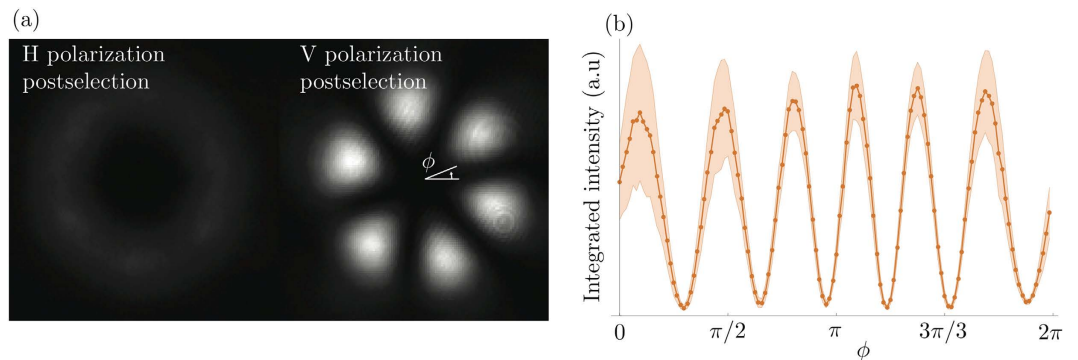 (a)
H polarization
postselection
V polarization
postselection
ϕ
(b)
Integrated intensity (a.u)
0
π/2
π
3π/3
2π
ϕ